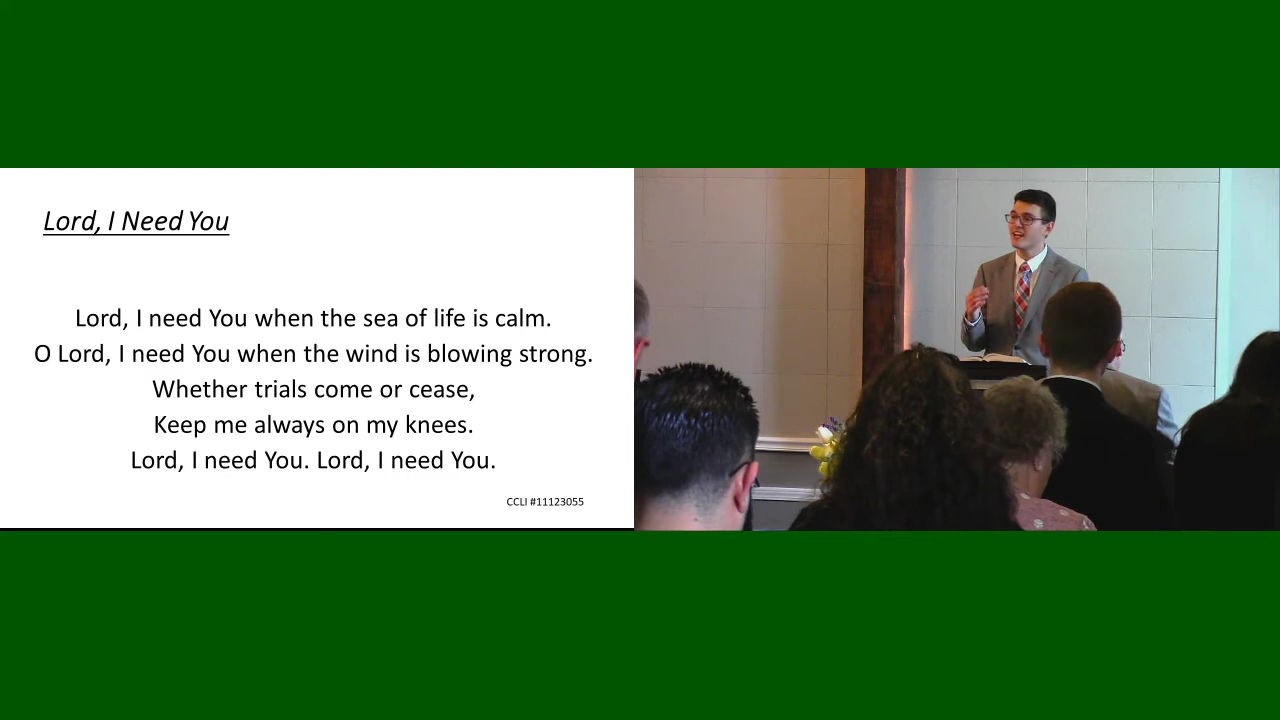 Lord, I Need You
Lord, I need You when the sea of life is calm.
O Lord, I need You when the wind is blowing strong.
Whether trials come or cease,
Keep me always on my knees.
Lord, I need You. Lord, I need You.
CCLI #11123055